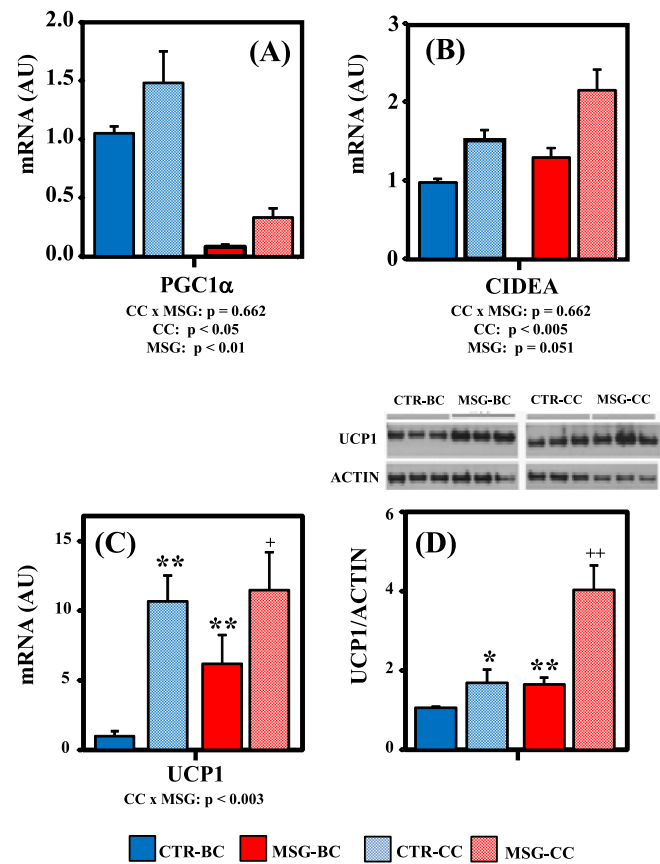 2.0
1.5
1.0
0.5
0.0
mRNA (AU)
(A)
PGC1α
CC x MSG: p = 0.662
CC: p < 0.05
MSG: p < 0.01
3
2
1
0
mRNA (AU)
(B)
CIDEA
CC x MSG: p = 0.662
CC: p < 0.005
MSG: p = 0.051
CTR-BC MSG-BC CTR-CC MSG-CC
UCP1
ACTIN
15
10
5
0
mRNA (AU)
(C)
**
**
+
UCP1
CC x MSG: p < 0.003
6
4
2
0
UCP1/ACTIN
(D)
*
**
++
CTR-BC MSG-BC CTR-CC MSG-CC